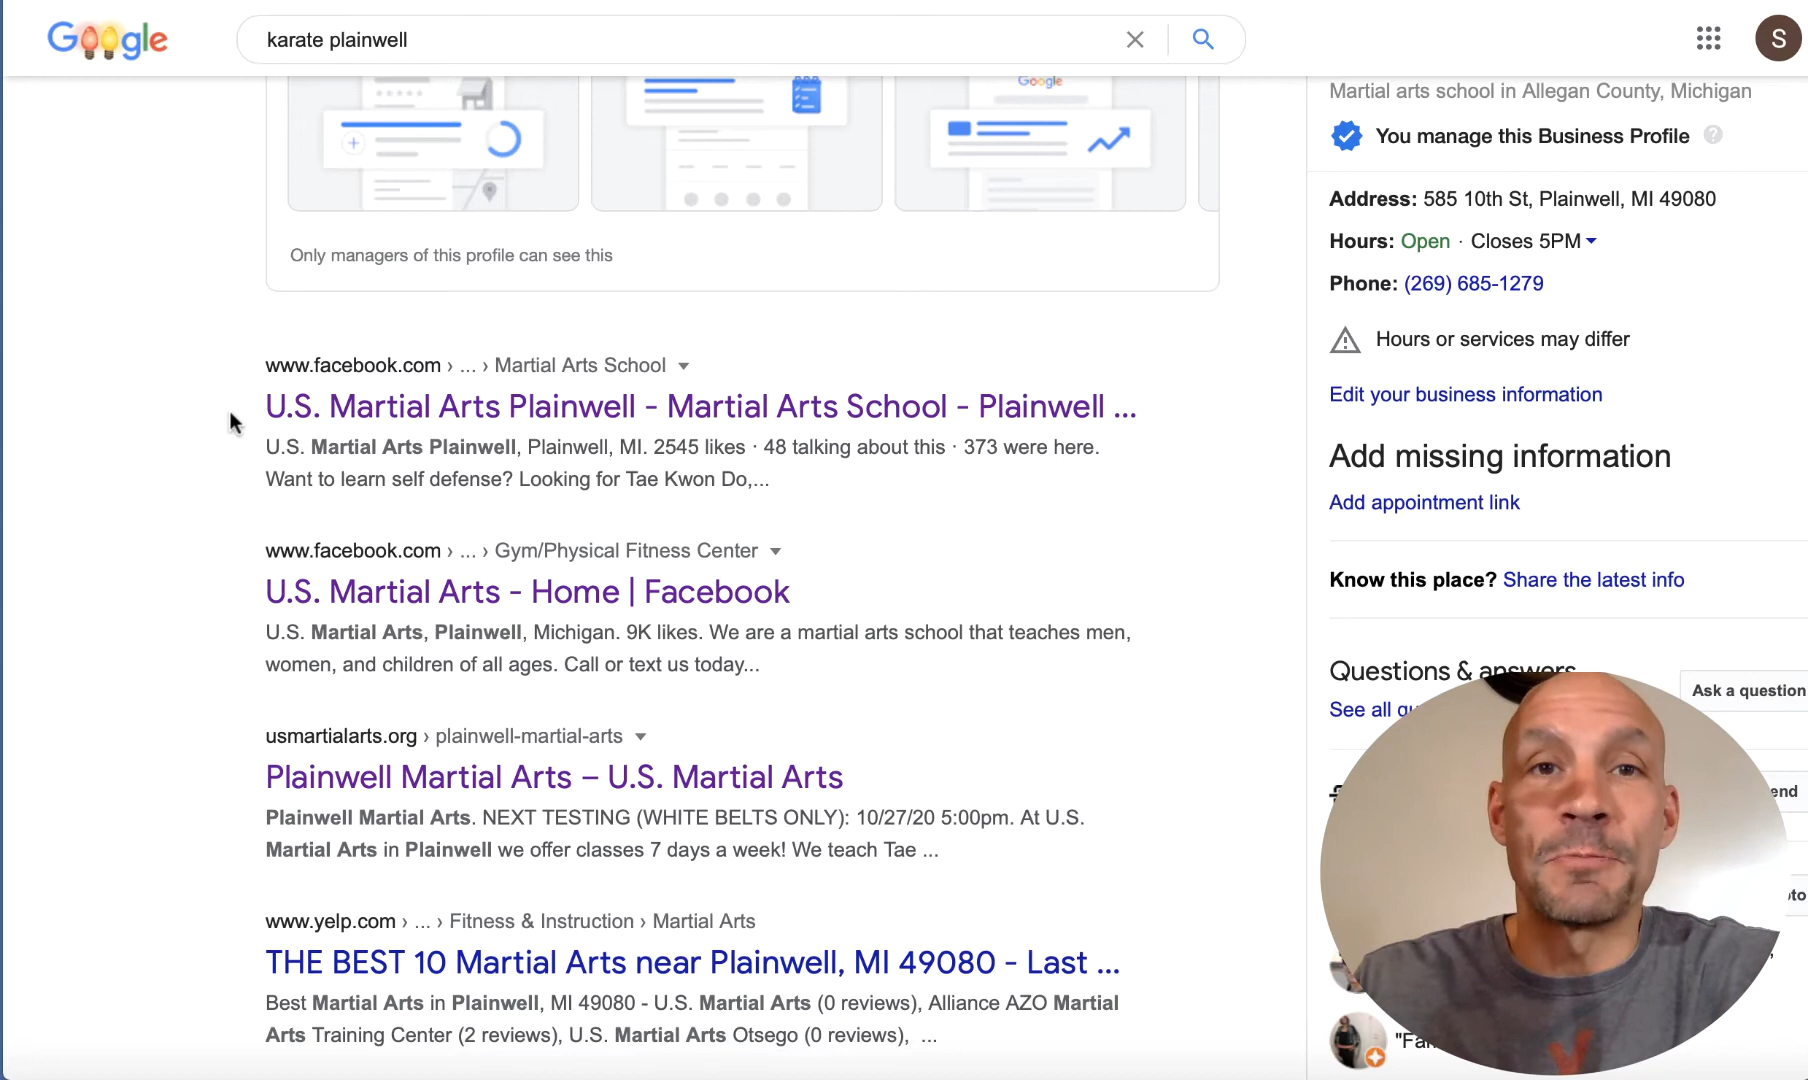 Google
karate plainwell
S
Google
Only managers of this profile can see this
www.facebook.com › ... › Martial Arts School
U.S. Martial Arts Plainwell - Martial Arts School - Plainwell ...
U.S. Martial Arts Plainwell, Plainwell, MI. 2545 likes · 48 talking about this · 373 were here.
Want to learn self defense? Looking for Tae Kwon Do,...
www.facebook.com › ... › Gym/Physical Fitness Center
U.S. Martial Arts - Home | Facebook
U.S. Martial Arts, Plainwell, Michigan. 9K likes. We are a martial arts school that teaches men,
women, and children of all ages. Call or text us today...
usmartialarts.org › plainwell-martial-arts
Plainwell Martial Arts – U.S. Martial Arts
Plainwell Martial Arts. NEXT TESTING (WHITE BELTS ONLY): 10/27/20 5:00pm. At U.S.
Martial Arts in Plainwell we offer classes 7 days a week! We teach Tae ...
www.yelp.com › ... › Fitness & Instruction › Martial Arts
THE BEST 10 Martial Arts near Plainwell, MI 49080 - Last ...
Best Martial Arts in Plainwell, MI 49080 - U.S. Martial Arts (0 reviews), Alliance AZO Martial
Arts Training Center (2 reviews), U.S. Martial Arts Otsego (0 reviews), ...
Martial arts school in Allegan County, Michigan
You manage this Business Profile
Address: 585 10th St, Plainwell, MI 49080
Hours: Open · Closes 5PM
Phone: (269) 685-1279
Hours or services may differ
Edit your business information
Add missing information
Add appointment link
Know this place? Share the latest info
Questions & answers
Ask a question
See all